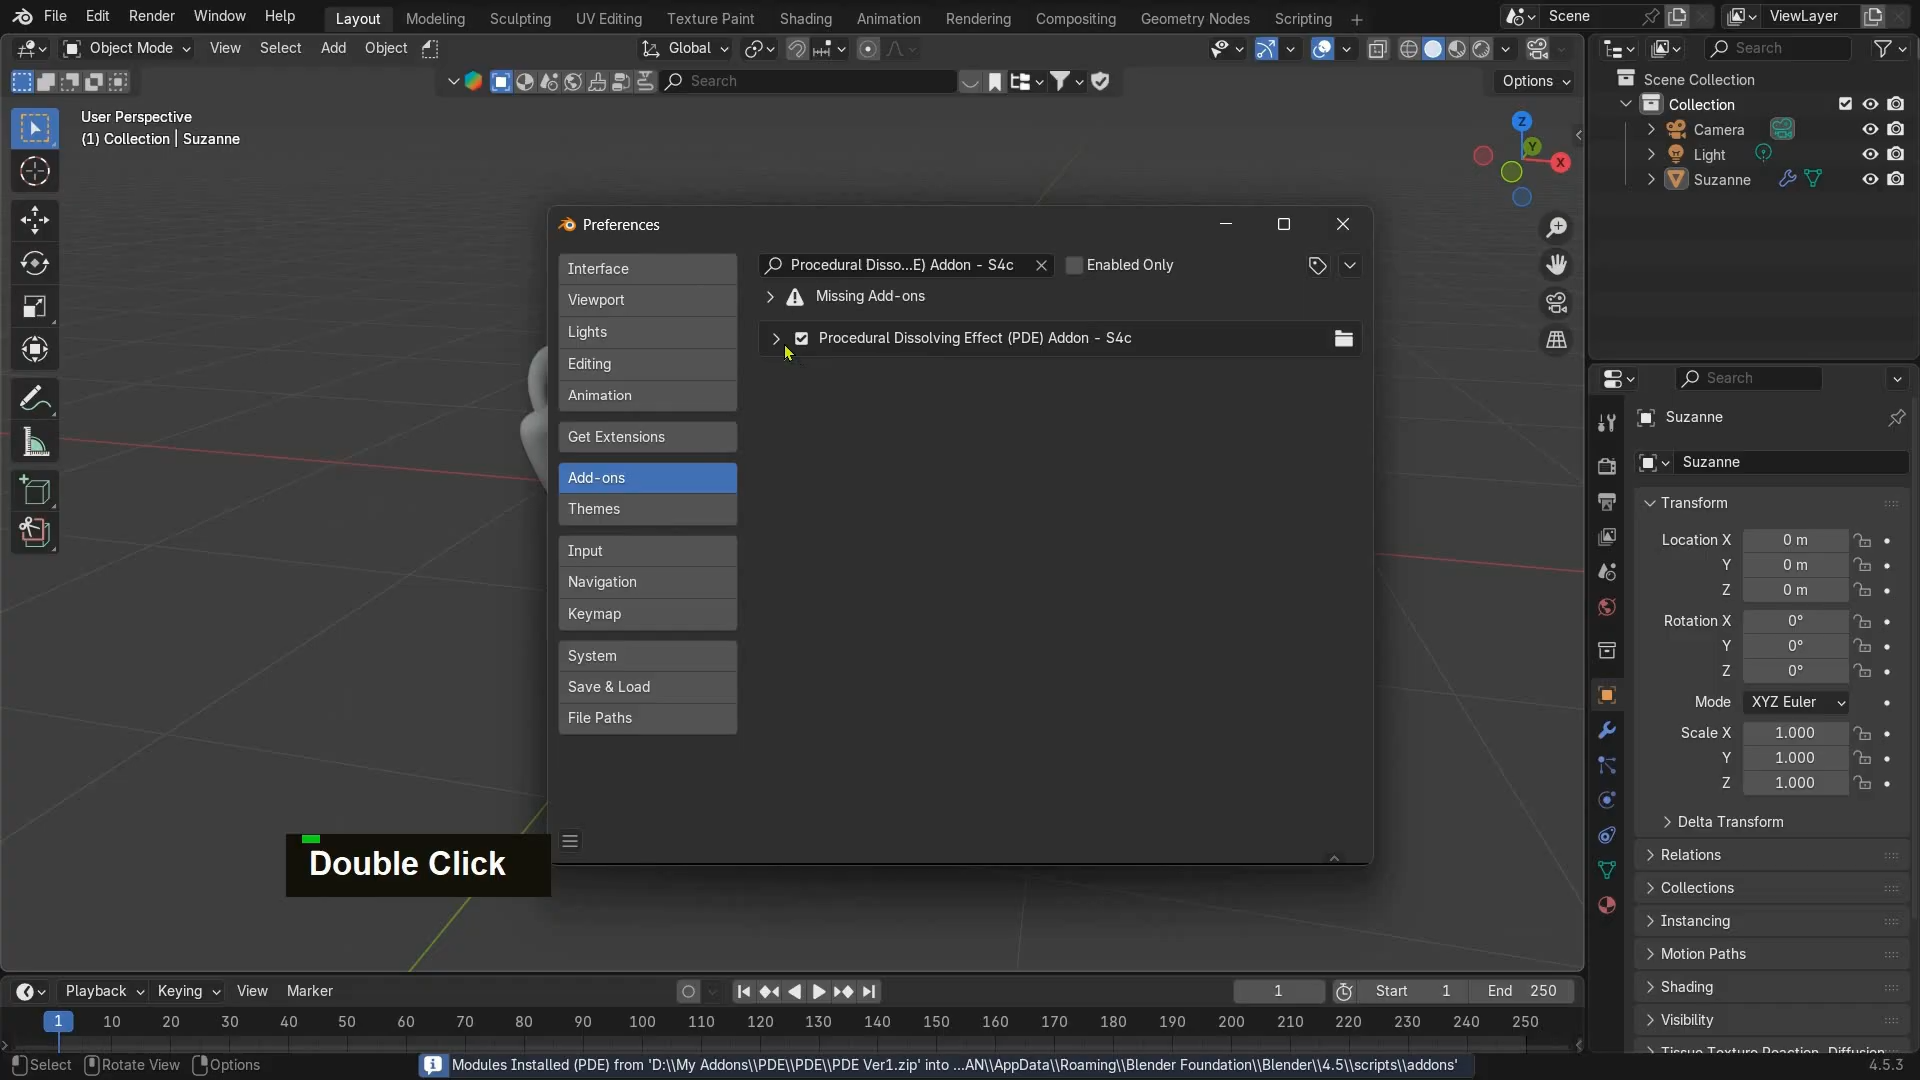 File Edit Render Window Help Layout Modeling Sculpting UV Editing Texture Paint Shading Animation Rendering Compositing Geometry Nodes Scripting + Scene ViewLayer
Object Mode View Select Add Object Global Search
Search Options
User Perspective
(1) Collection | Suzanne
Z
Y
X
Scene Collection
Collection
Camera
Light
Suzanne
Preferences
Interface
Viewport
Lights
Editing
Animation
Get Extensions
Add-ons
Themes
Input
Navigation
Keymap
System
Save & Load
File Paths
Procedural Disso...E) Addon - S4c Enabled Only
Missing Add-ons
Procedural Dissolving Effect (PDE) Addon - S4c
Double Click
Search
Suzanne
Suzanne
Transform
Location X 0 m
Y 0 m
Z 0 m
Rotation X 0°
Y 0°
Z 0°
Mode XYZ Euler
Scale X 1.000
Y 1.000
Z 1.000
Delta Transform
Relations
Collections
Instancing
Motion Paths
Shading
Visibility
Tissue Texture Reaction-Diffusion
Playback Keying View Marker 1 Start 1 End 250
1 10 20 30 40 50 60 70 80 90 100 110 120 130 140 150 160 170 180 190 200 210 220 230 240 250
Select Rotate View Options Modules Installed (PDE) from 'D:\\My Addons\\PDE\\PDE\\PDE Ver1.zip' into ...AN\\AppData\\Roaming\\Blender Foundation\\Blender\\4.5\\scripts\\addons' 4.5.3